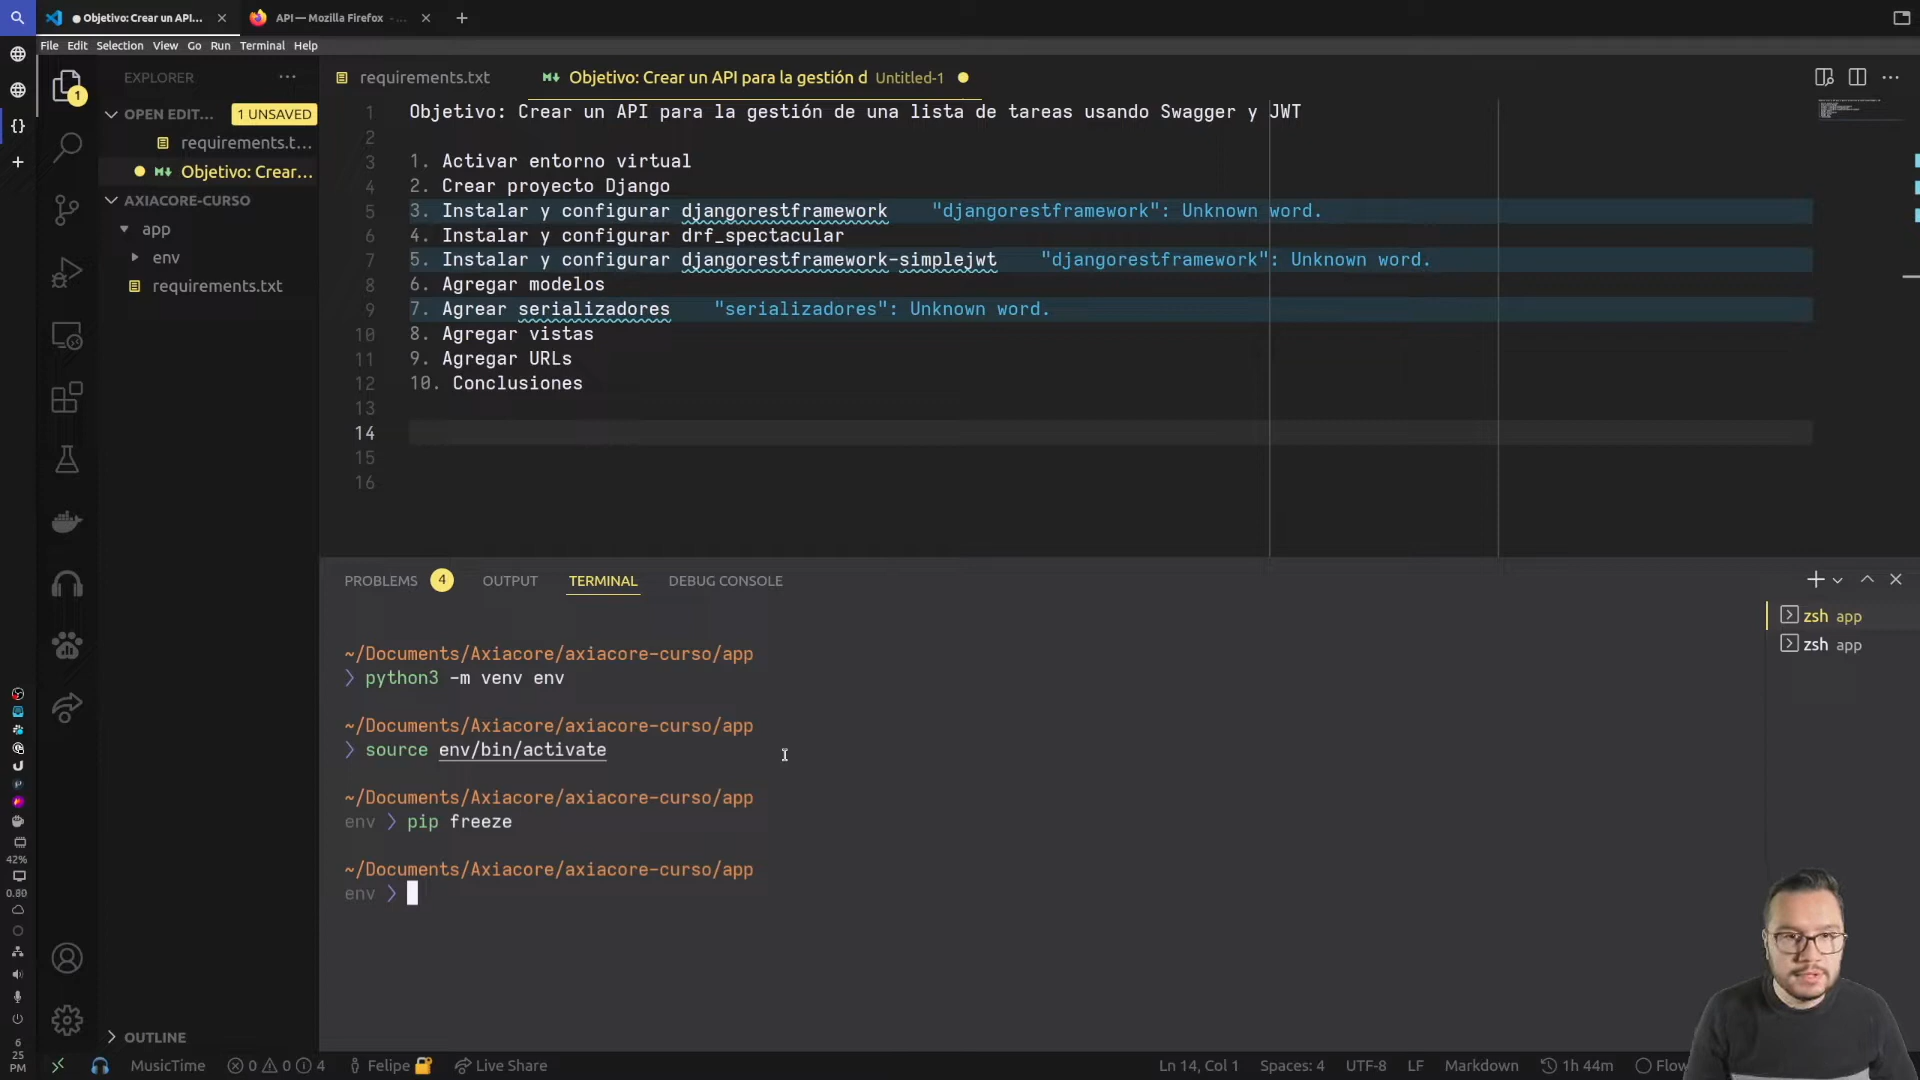 Objetivo: Crear un API...
API — Mozilla Firefox - ...
File Edit Selection View Go Run Terminal Help
EXPLORER
requirements.txt
Objetivo: Crear un API para la gestión d Untitled-1
1
OPEN EDIT...
1 UNSAVED
requirements.t...
Objetivo: Crear...
AXIACORE-CURSO
app
env
requirements.txt
1 Objetivo: Crear un API para la gestión de una lista de tareas usando Swagger y JWT
2
3 1. Activar entorno virtual
4 2. Crear proyecto Django
5 3. Instalar y configurar djangorestframework "djangorestframework": Unknown word.
6 4. Instalar y configurar drf_spectacular
7 5. Instalar y configurar djangorestframework-simplejwt "djangorestframework": Unknown word.
8 6. Agregar modelos
9 7. Agrear serializadores "serializadores": Unknown word.
10 8. Agregar vistas
11 9. Agregar URLs
12 10. Conclusiones
13
14
15
16
PROBLEMS 4 OUTPUT TERMINAL DEBUG CONSOLE
zsh app
zsh app
~/Documents/Axiacore/axiacore-curso/app
> python3 -m venv env
~/Documents/Axiacore/axiacore-curso/app
> source env/bin/activate
~/Documents/Axiacore/axiacore-curso/app
env > pip freeze
~/Documents/Axiacore/axiacore-curso/app
env >
42%
0.80
6
25
PM
OUTLINE
MusicTime 0 0 4 Felipe Live Share
Ln 14, Col 1 Spaces: 4 UTF-8 LF Markdown 1h 44m Flow